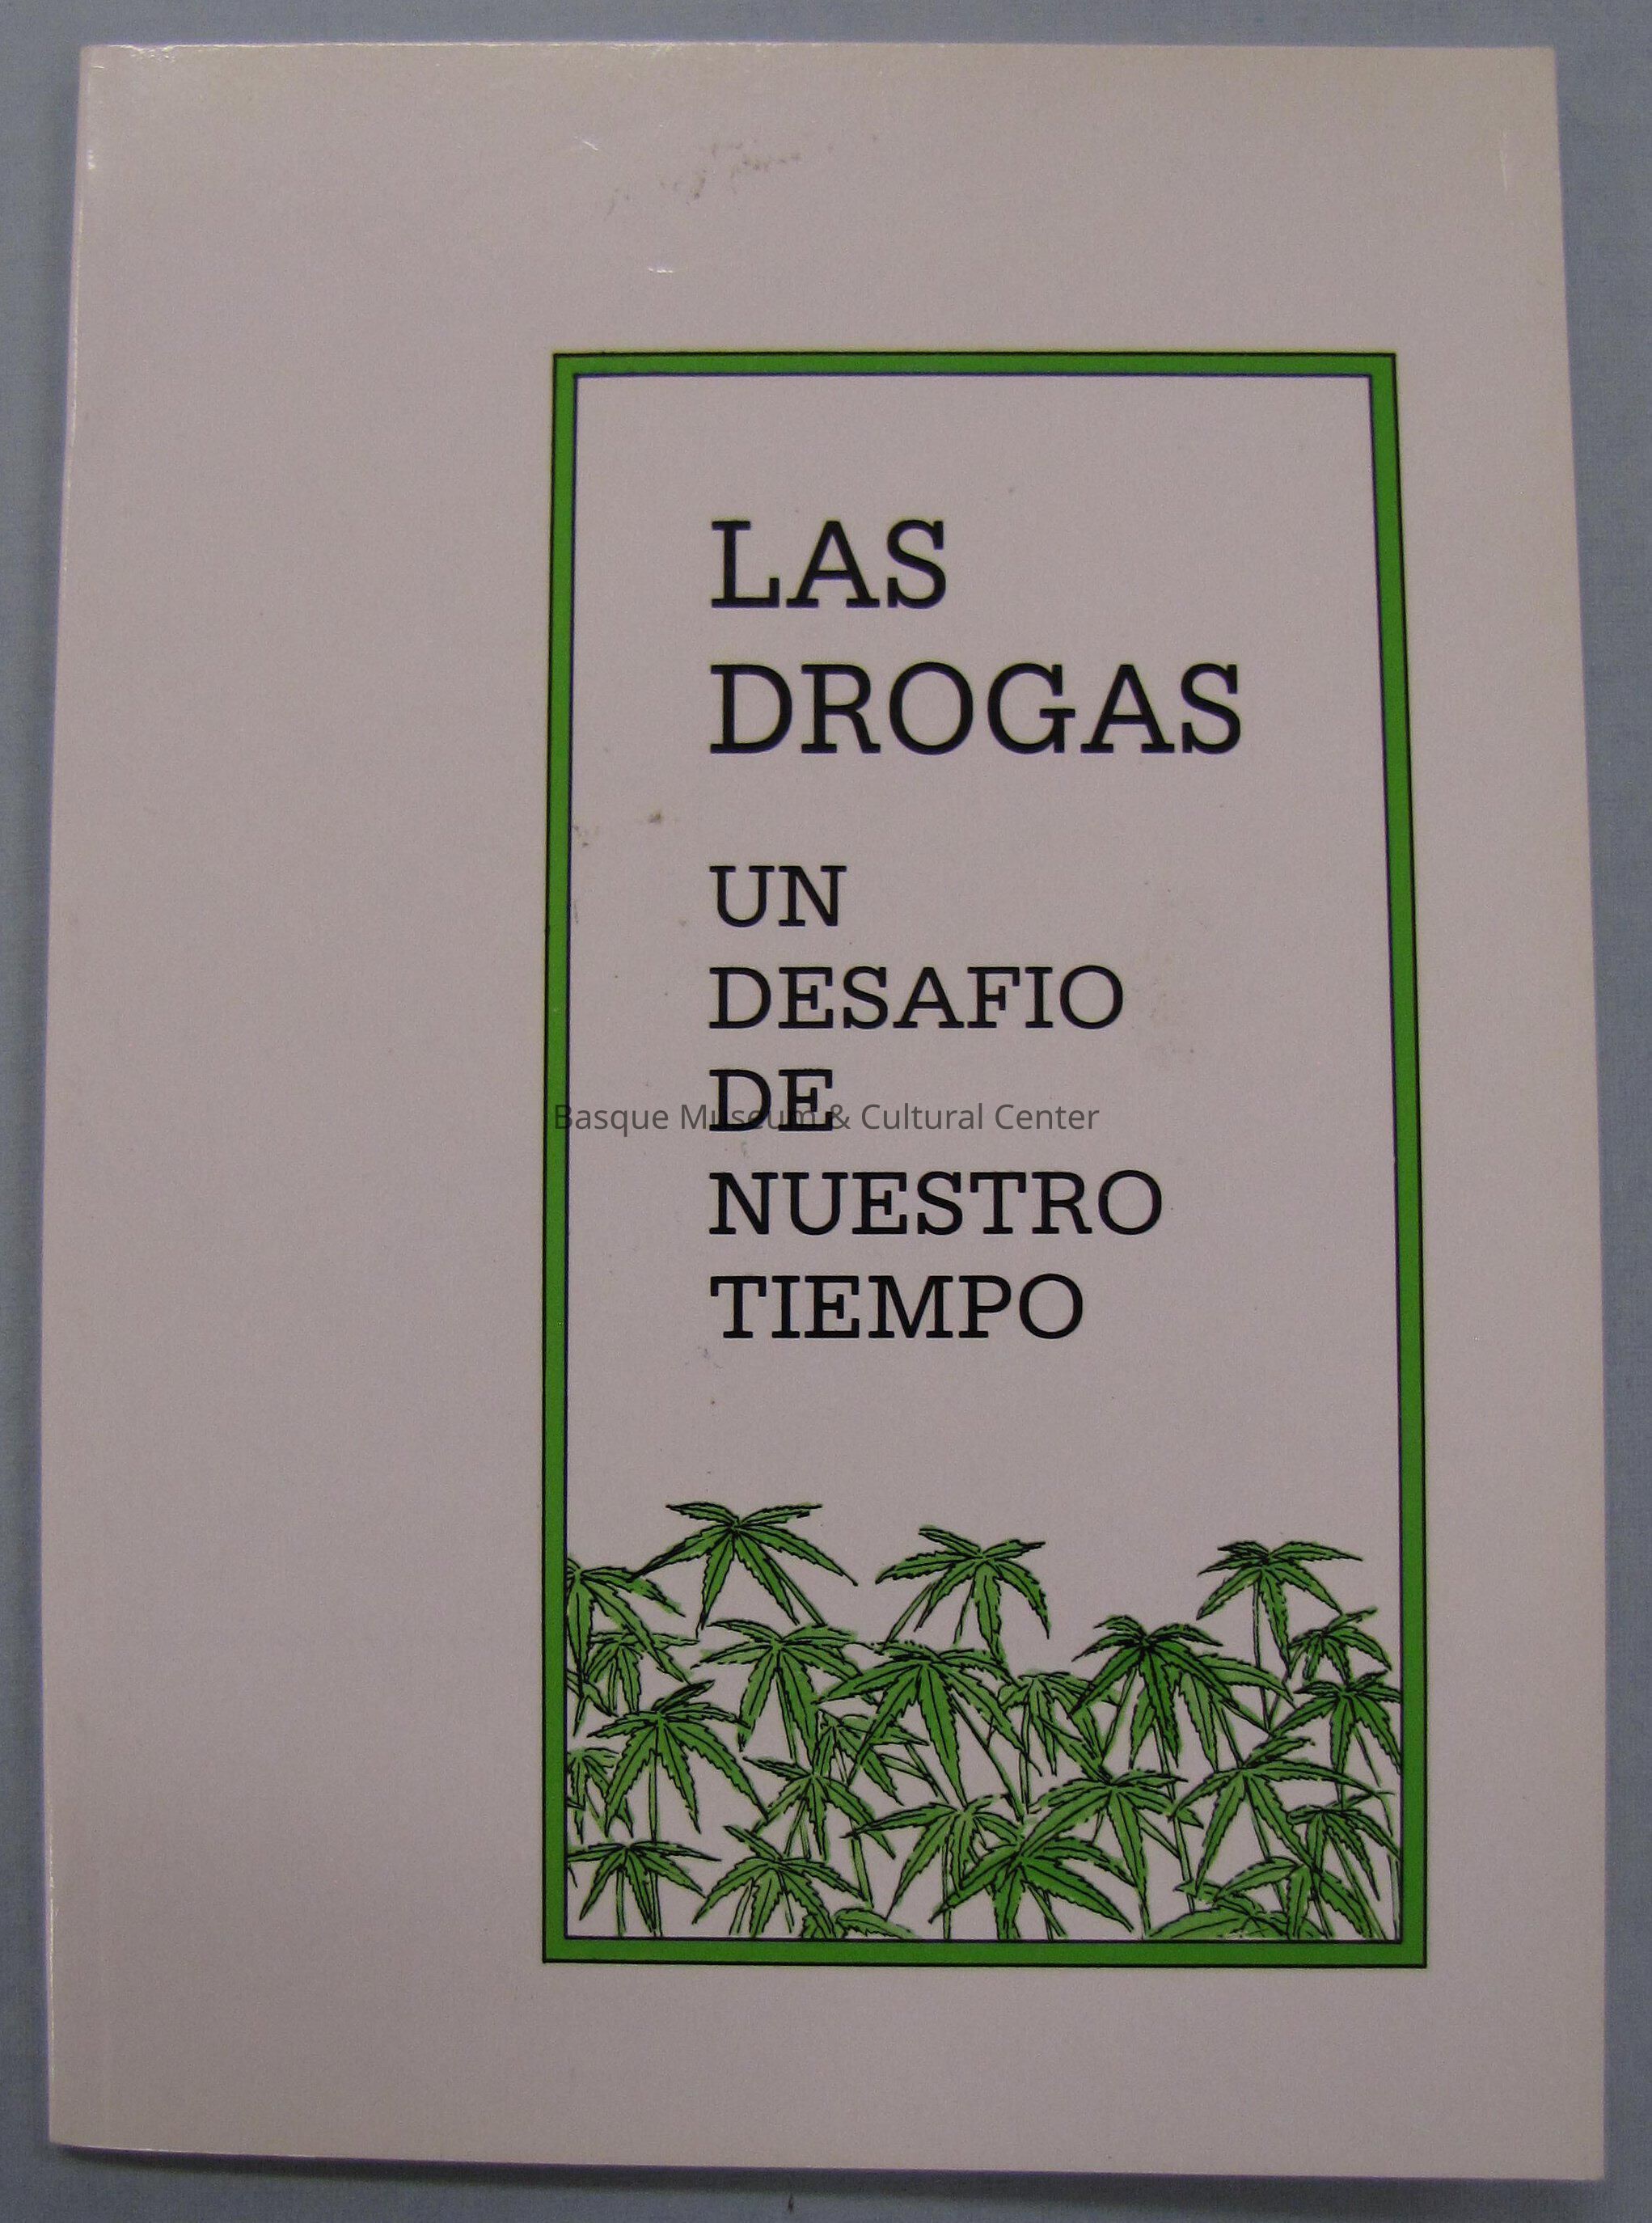 LAS
DROGAS
UN
DESAFIO
DE
Basque Museum & Cultural Center
NUESTRO
TIEMPO